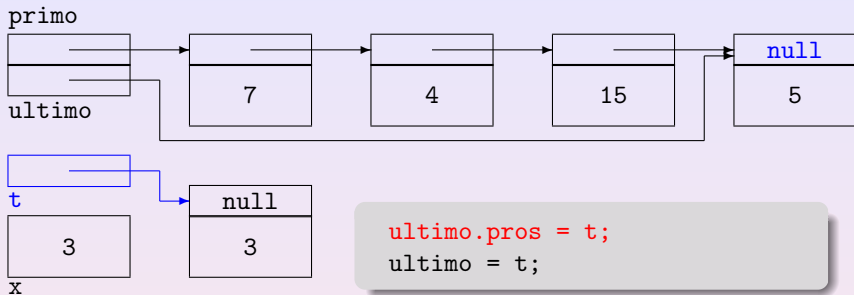 primo
null
7 4 15 5
ultimo
t
null
3 3
x
ultimo.pros = t;
ultimo = t;